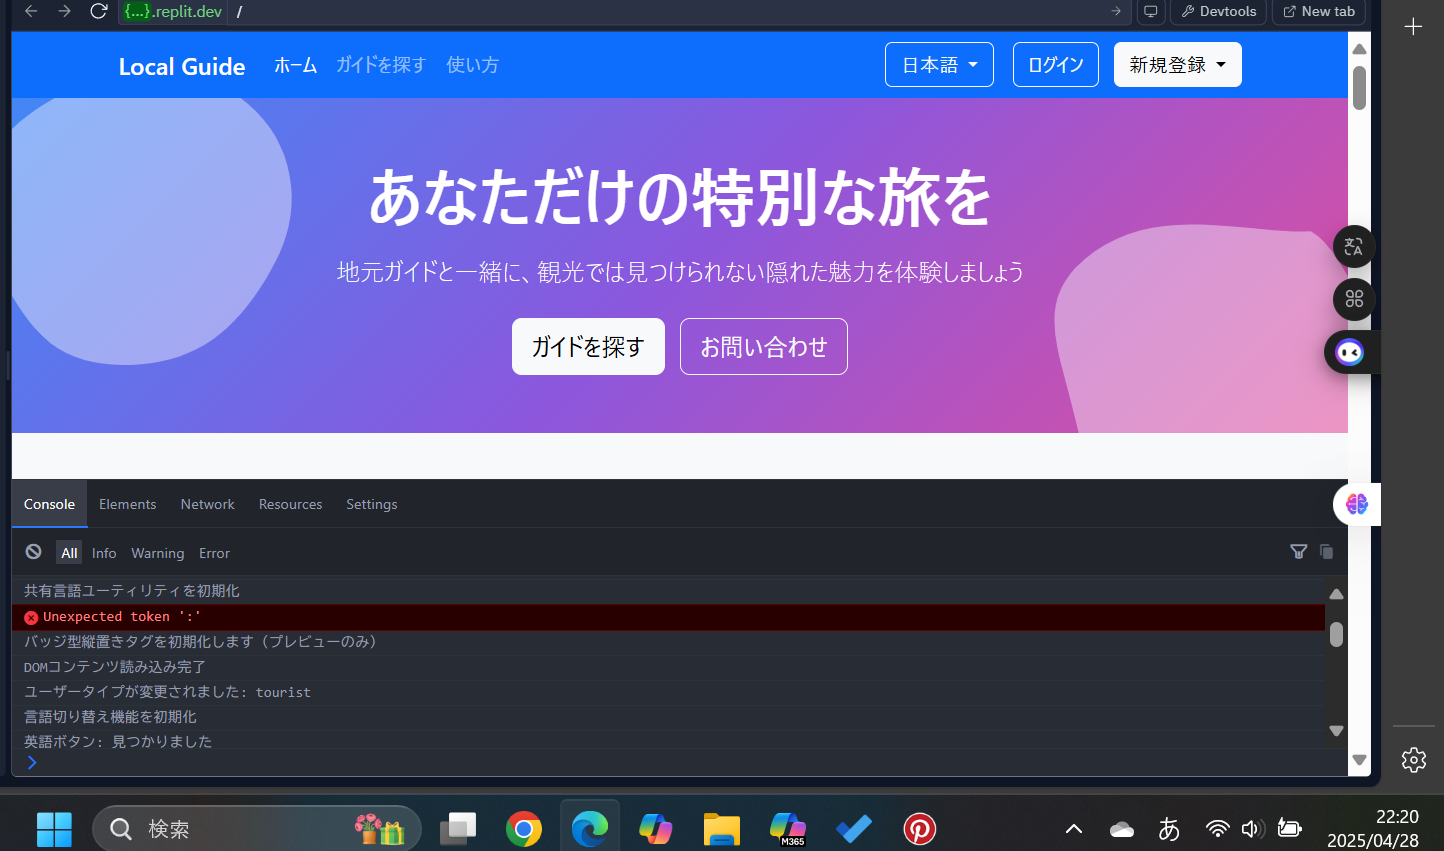 {...}.replit.dev /
Devtools
New tab
Local Guide ホーム ガイドを探す 使い方
日本語
ログイン
新規登録
あなただけの特別な旅を
地元ガイドと一緒に、観光では見つけられない隠れた魅力を体験しましょう
ガイドを探す
お問い合わせ
Console Elements Network Resources Settings
All Info Warning Error
共有言語ユーティリティを初期化
Unexpected token ':'
バッジ型縦置きタグを初期化します（プレビューのみ）
DOMコンテンツ読み込み完了
ユーザータイプが変更されました: tourist
言語切り替え機能を初期化
英語ボタン: 見つかりました
検索
M365
あ
22:20
2025/04/28